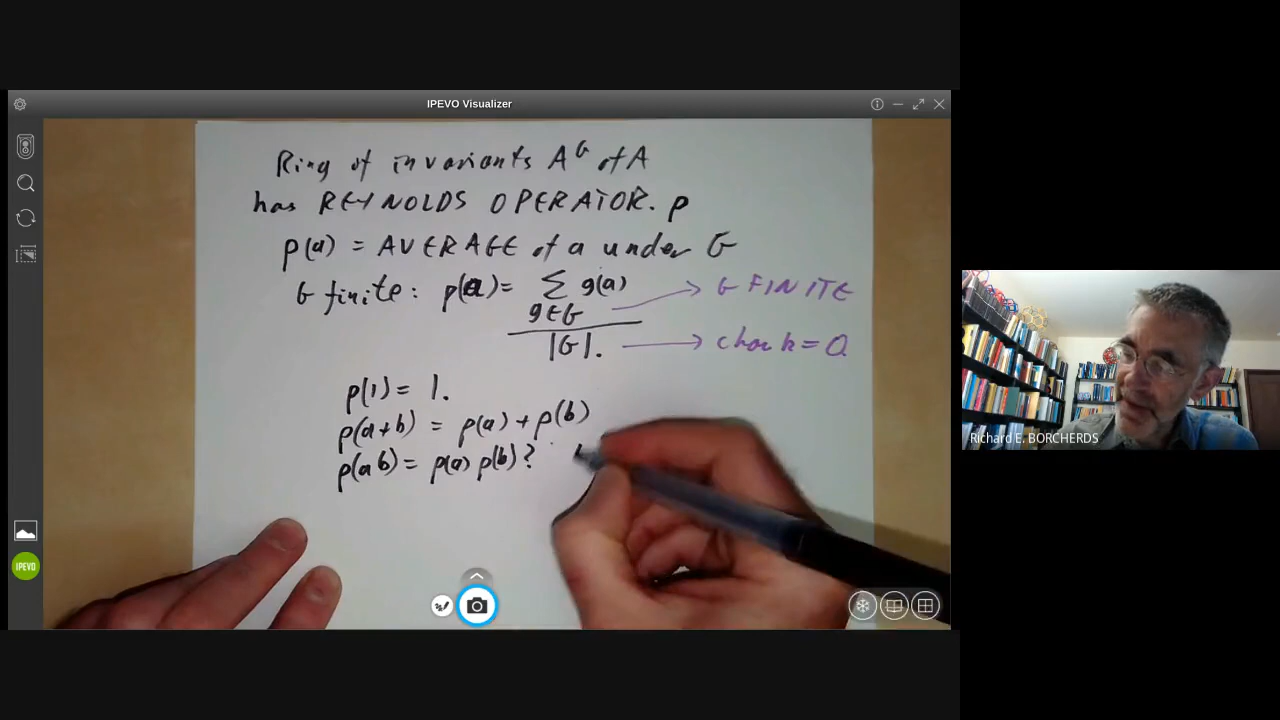 IPEVO Visualizer
Ring of invariants A^G of A
has REYNOLDS OPERATOR. ρ
ρ(a) = AVERAGE of a under G
G finite: ρ(a) = ∑ g(a) → G FINITE
g∈G
|G|. → char k = 0.
ρ(1) = 1.
ρ(a+b) = ρ(a) + ρ(b)
ρ(ab) = ρ(a) ρ(b)?
IPEVO
Richard E. BORCHERDS